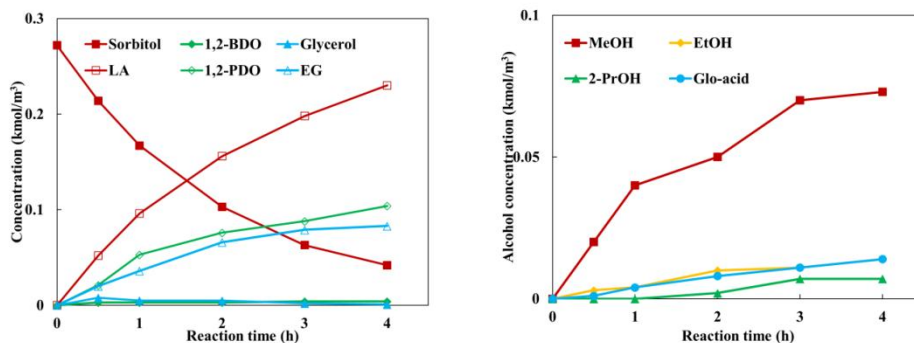 0.3
Sorbitol 1,2-BDO Glycerol
LA 1,2-PDO EG
0.2
0.1
0
0 1 2 3 4
Reaction time (h)
Concentration (kmol/m³)
0.1
MeOH EtOH
2-PrOH Glo-acid
0.05
0
0 1 2 3 4
Reaction time (h)
Alcohol concentration (kmol/m³)